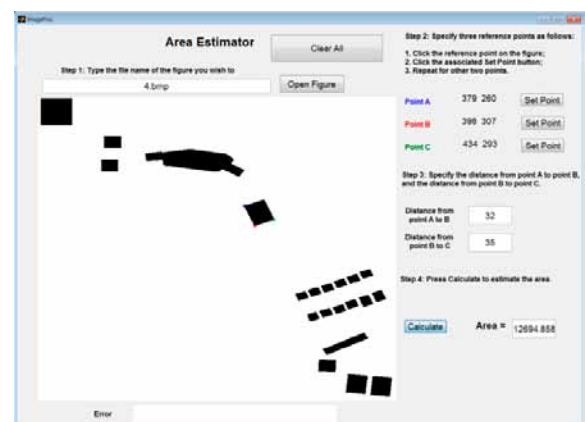 ImageProc
Area Estimator
Clear All
Step 1: Type the file name of the figure you wish to
4.bmp
Open Figure
Step 2: Specify three reference points as follows:
1. Click the reference point on the figure;
2. Click the associated Set Point button;
3. Repeat for other two points.
Point A 379 260 Set Point
Point B 398 307 Set Point
Point C 434 293 Set Point
Step 3: Specify the distance from point A to point B,
and the distance from point B to point C.
Distance from
point A to B
32
Distance from
point B to C
35
Step 4: Press Calculate to estimate the area.
Calculate Area = 12694.858
Error